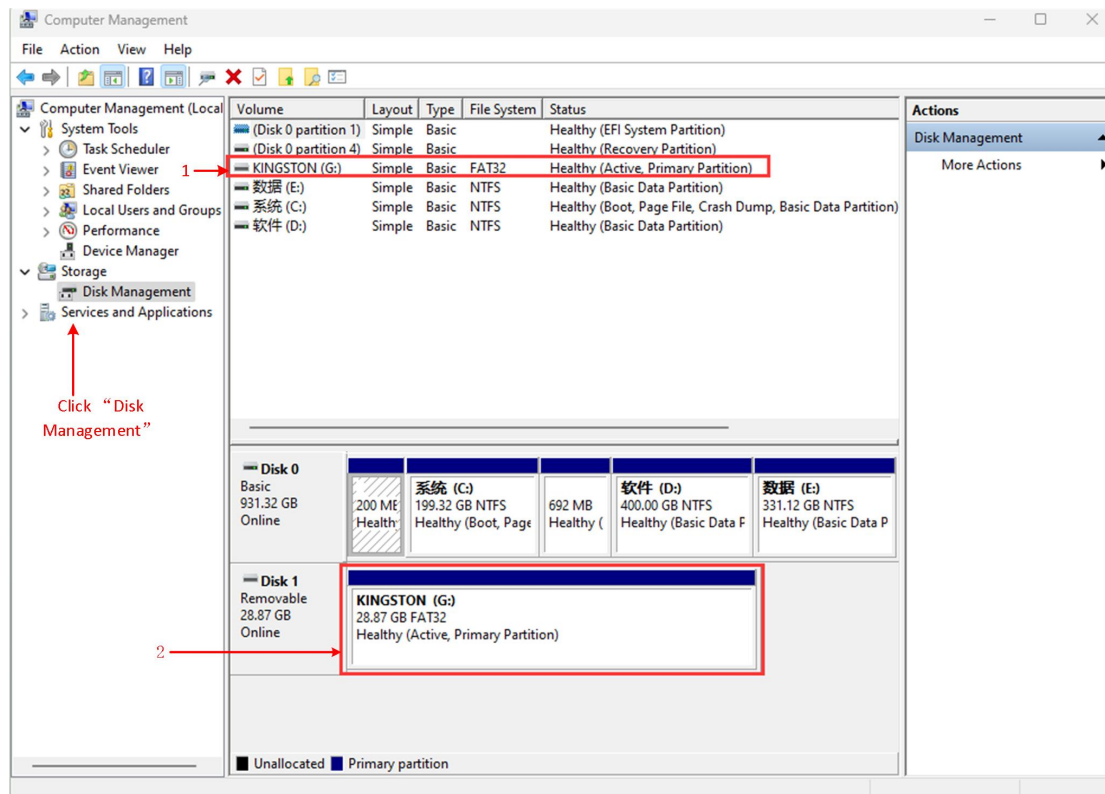 Computer Management
File Action View Help
Computer Management (Local
System Tools
Task Scheduler
Event Viewer
Shared Folders
Local Users and Groups
Performance
Device Manager
Storage
Disk Management
Services and Applications
Click “Disk
Management”
Volume Layout Type File System Status
(Disk 0 partition 1) Simple Basic Healthy (EFI System Partition)
(Disk 0 partition 4) Simple Basic Healthy (Recovery Partition)
1
KINGSTON (G:) Simple Basic FAT32 Healthy (Active, Primary Partition)
数据 (E:) Simple Basic NTFS Healthy (Basic Data Partition)
系统 (C:) Simple Basic NTFS Healthy (Boot, Page File, Crash Dump, Basic Data Partition)
软件 (D:) Simple Basic NTFS Healthy (Basic Data Partition)
Disk 0
Basic
931.32 GB
Online
200 ME
Health
系统 (C:)
199.32 GB NTFS
Healthy (Boot, Page
692 MB
Healthy (
软件 (D:)
400.00 GB NTFS
Healthy (Basic Data P
数据 (E:)
331.12 GB NTFS
Healthy (Basic Data P
Disk 1
Removable
28.87 GB
Online
2
KINGSTON (G:)
28.87 GB FAT32
Healthy (Active, Primary Partition)
Unallocated Primary partition
Actions
Disk Management
More Actions